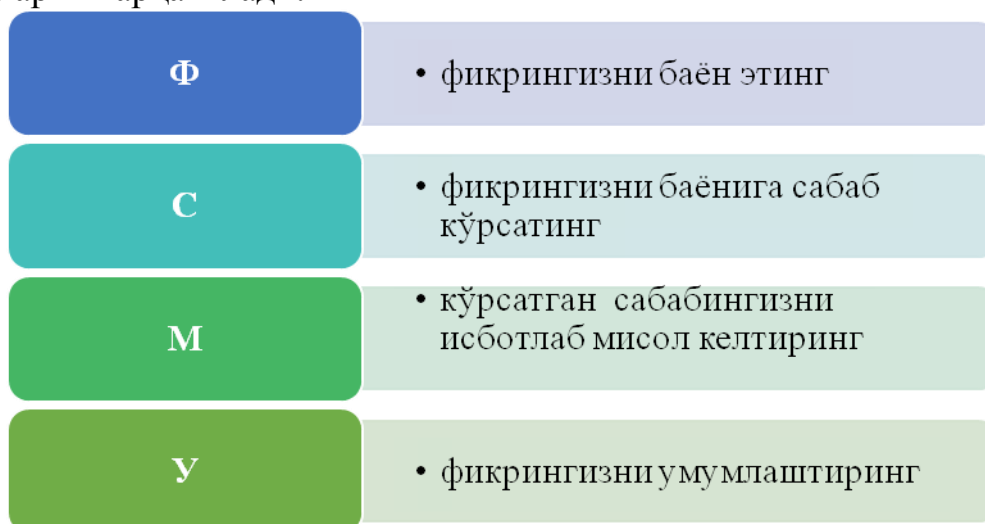 Ф
• фикрингизни баён этинг
С
• фикрингизни баёнига сабаб
кўрсатинг
М
• кўрсатган сабабингизни
исботлаб мисол келтиринг
У
• фикрингизни умумлаштиринг